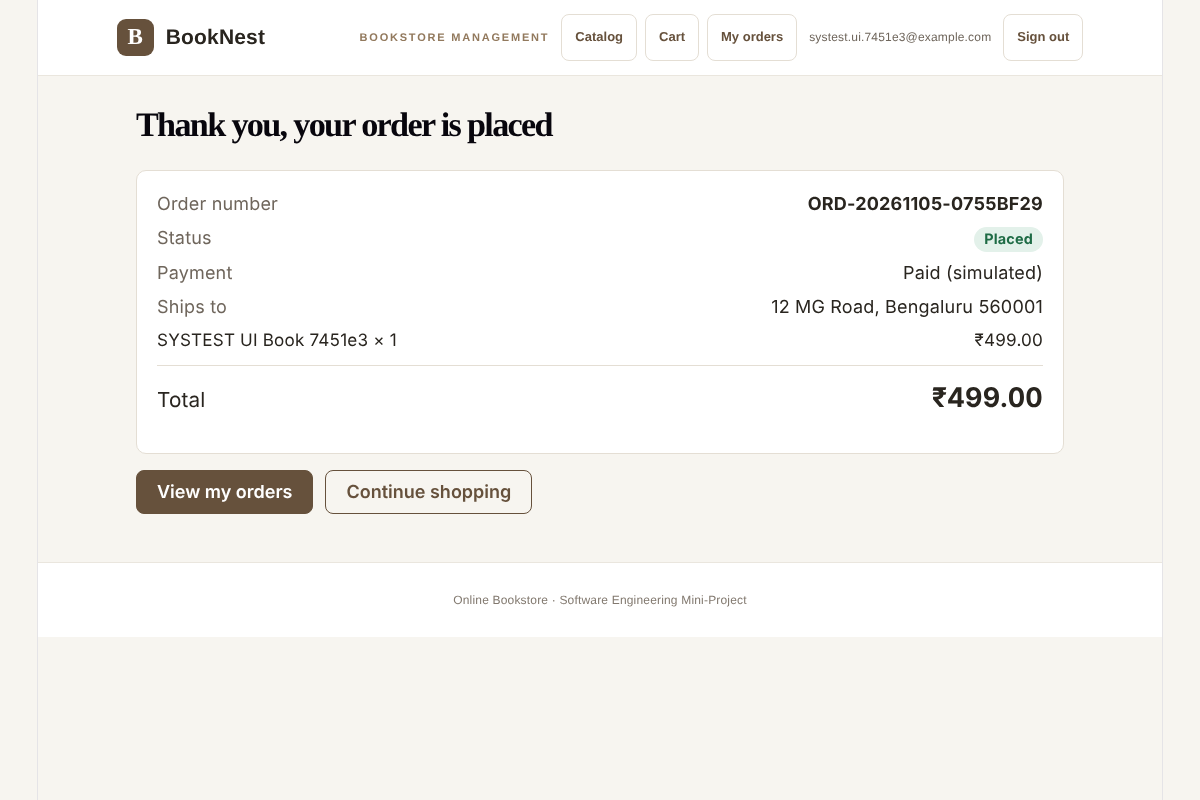 B BookNest BOOKSTORE MANAGEMENT Catalog Cart My orders systest.ui.7451e3@example.com Sign out
Thank you, your order is placed
Order number ORD-20261105-0755BF29
Status Placed
Payment Paid (simulated)
Ships to 12 MG Road, Bengaluru 560001
SYSTEST UI Book 7451e3 × 1 ₹499.00
Total ₹499.00
View my orders Continue shopping
Online Bookstore · Software Engineering Mini-Project